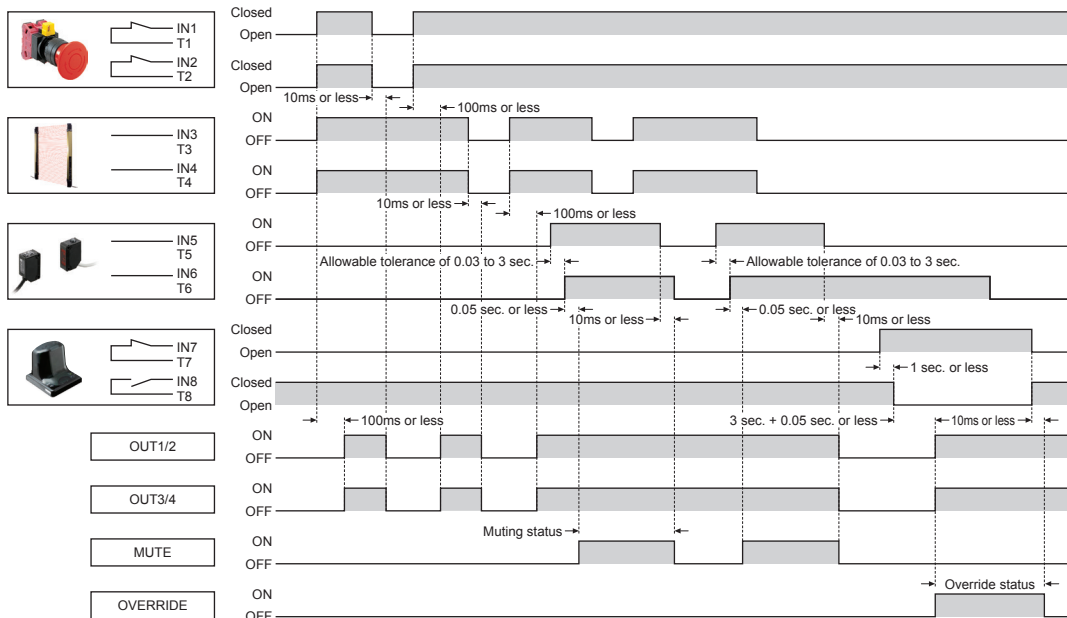 Closed
IN1
T1
Open
IN2
T2
Closed
Open
10ms or less
100ms or less
ON
IN3
T3
OFF
IN4
T4
ON
OFF
10ms or less
100ms or less
ON
IN5
T5
OFF
Allowable tolerance of 0.03 to 3 sec.
Allowable tolerance of 0.03 to 3 sec.
IN6
T6
ON
OFF
0.05 sec. or less
10ms or less
0.05 sec. or less
10ms or less
Closed
IN7
T7
Open
1 sec. or less
IN8
T8
Closed
Open
100ms or less
3 sec. + 0.05 sec. or less
10ms or less
OUT1/2
ON
OFF
OUT3/4
ON
OFF
Muting status
MUTE
ON
OFF
Override status
OVERRIDE
ON
OFF